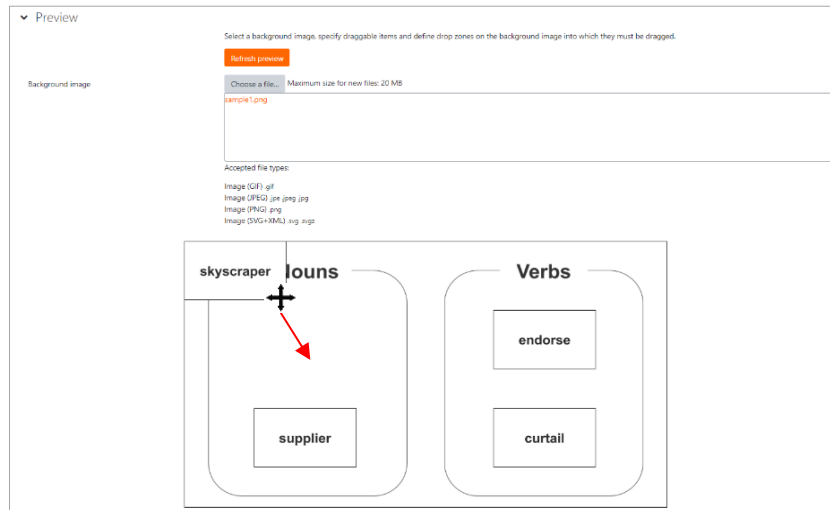 Preview
Select a background image, specify draggable items and define drop zones on the background image into which they must be dragged.
Refresh preview
Background image
Choose a file... Maximum size for new files: 20 MB
sample1.png
Accepted file types:
Image (GIF) .gif
Image (JPEG) .jpe .jpeg .jpg
Image (PNG) .png
Image (SVG+XML) .svg .svgz
skyscraper
ouns
Verbs
endorse
supplier
curtail